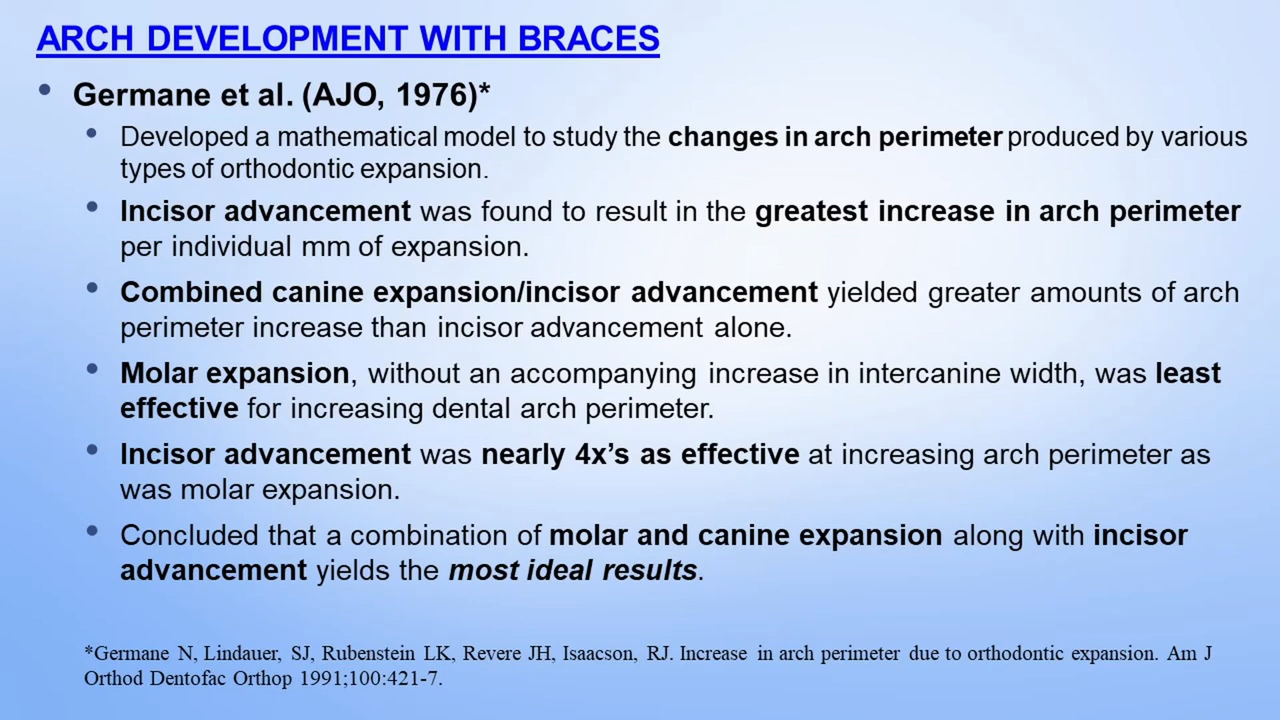 ARCH DEVELOPMENT WITH BRACES
• Germane et al. (AJO, 1976)*
• Developed a mathematical model to study the changes in arch perimeter produced by various
types of orthodontic expansion.
• Incisor advancement was found to result in the greatest increase in arch perimeter
per individual mm of expansion.
• Combined canine expansion/incisor advancement yielded greater amounts of arch
perimeter increase than incisor advancement alone.
• Molar expansion, without an accompanying increase in intercanine width, was least
effective for increasing dental arch perimeter.
• Incisor advancement was nearly 4x’s as effective at increasing arch perimeter as
was molar expansion.
• Concluded that a combination of molar and canine expansion along with incisor
advancement yields the most ideal results.
*Germane N, Lindauer, SJ, Rubenstein LK, Revere JH, Isaacson, RJ. Increase in arch perimeter due to orthodontic expansion. Am J
Orthod Dentofac Orthop 1991;100:421-7.